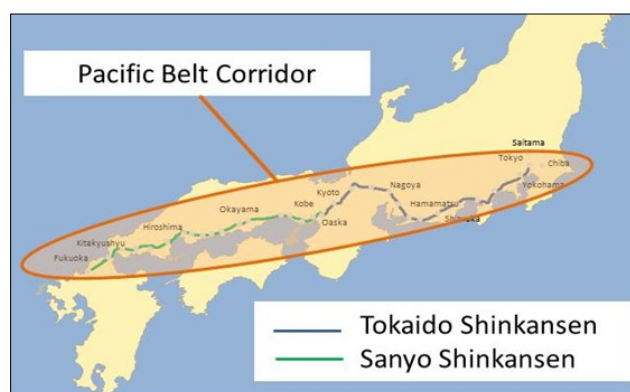 Pacific Belt Corridor
Saitama
Tokyo
Chiba
Kyoto
Nagoya
Yokohama
Kobe
Hamamatsu
Okayama
Oaska
Hiroshima
Kitakyushyu
Fukuoka
Tokaido Shinkansen
Sanyo Shinkansen